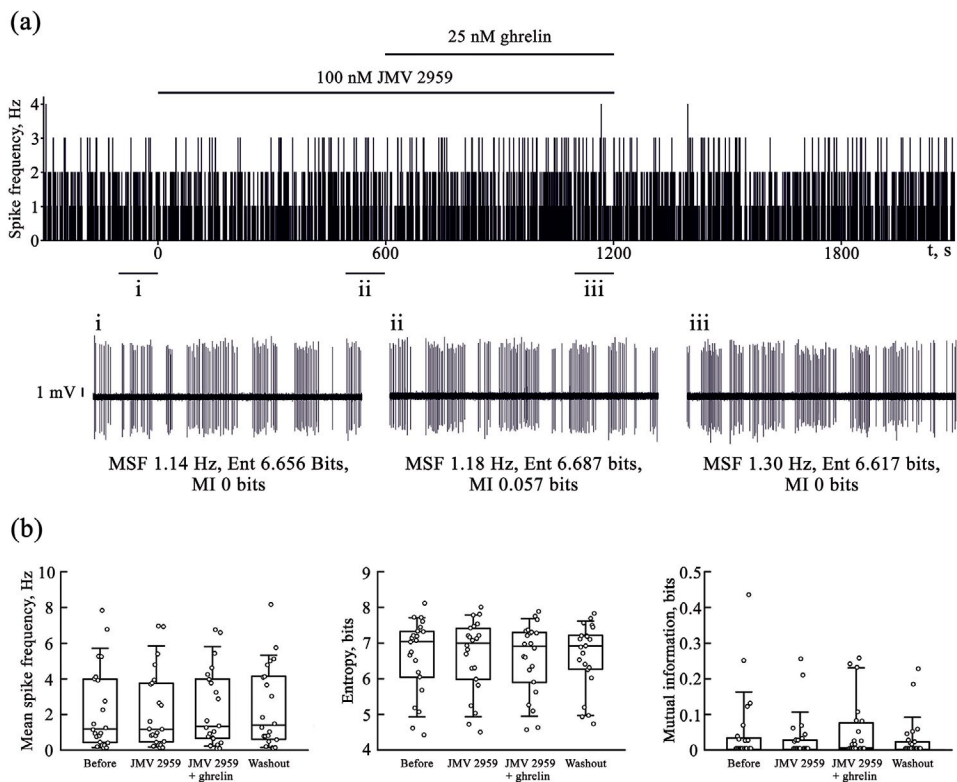 (a)
25 nM ghrelin
100 nM JMV 2959
Spike frequency, Hz
4
3
2
1
0
0 600 1200 1800 t, s
i ii iii
i ii iii
1 mV
MSF 1.14 Hz, Ent 6.656 Bits,
MI 0 bits
MSF 1.18 Hz, Ent 6.687 bits,
MI 0.057 bits
MSF 1.30 Hz, Ent 6.617 bits,
MI 0 bits
(b)
Mean spike frequency, Hz
10
8
6
4
2
0
Before JMV 2959 JMV 2959 Washout
+ ghrelin
Entropy, bits
9
8
7
6
5
4
Before JMV 2959 JMV 2959 Washout
+ ghrelin
Mutual information, bits
0.5
0.4
0.3
0.2
0.1
0
Before JMV 2959 JMV 2959 Washout
+ ghrelin